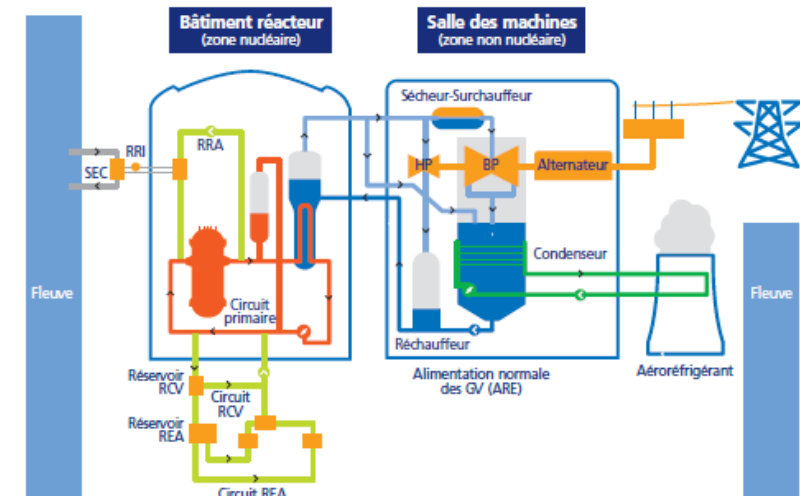 Bâtiment réacteur
(zone nucléaire)
Salle des machines
(zone non nucléaire)
Sécheur-Surchauffeur
RRI
RRA
SEC
HP
BP
Alternateur
Condenseur
Fleuve
Fleuve
Circuit
primaire
Réchauffeur
Aéroréfrigérant
Alimentation normale
des GV (ARE)
Réservoir
RCV
Circuit
RCV
Réservoir
REA
Circuit REA